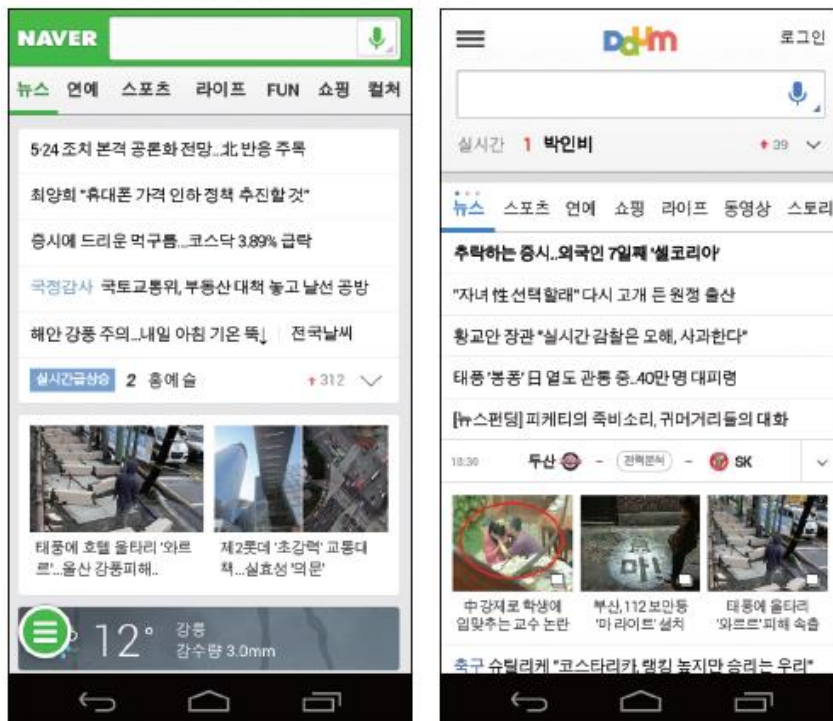 NAVER
뉴스 연예 스포츠 라이프 FUN 쇼핑 컬처
5·24 조치 본격 공론화 전망..北 반응 주목
최양희 "휴대폰 가격 인하 정책 추진할 것"
증시에 드리운 먹구름...코스닥 3.89% 급락
국정감사 국토교통위, 부동산 대책 놓고 날선 공방
해안 강풍 주의...내일 아침 기온 뚝↓ 전국날씨
실시간급상승 2 홍예슬 312
태풍에 호텔 울타리 '와르
르'...울산 강풍피해..
제2롯데 '초강력' 교통대
책...실효성 '의문'
12° 강릉
강수량 3.0mm
Daum 로그인
실시간 1 박인비 39
뉴스 스포츠 연예 쇼핑 라이프 동영상 스토리
추락하는 증시..외국인 7일째 '셀코리아'
"자녀 性 선택할래" 다시 고개 든 원정 출산
황교안 장관 "실시간 감찰은 오해, 사과한다"
태풍 '봉퐁' 日 열도 관통 중..40만 명 대피령
[뉴스펀딩] 피케티의 죽비소리, 귀머거리들의 대화
18:30 두산 - 전력분석 - SK
마!
中 강제로 학생에
입맞추는 교수 논란
부산, 112 보안등
'마 라이트' 설치
태풍에 울타리
'와르르' 피해 속출
축구 슈틸리케 "코스타리카, 랭킹 높지만 승리는 우리"